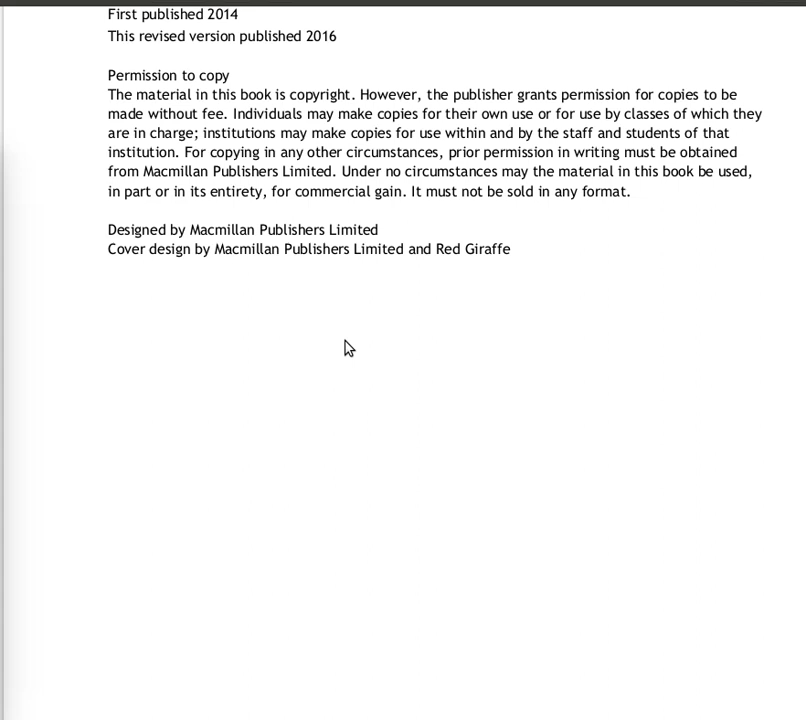 First published 2014
This revised version published 2016
Permission to copy
The material in this book is copyright. However, the publisher grants permission for copies to be
made without fee. Individuals may make copies for their own use or for use by classes of which they
are in charge; institutions may make copies for use within and by the staff and students of that
institution. For copying in any other circumstances, prior permission in writing must be obtained
from Macmillan Publishers Limited. Under no circumstances may the material in this book be used,
in part or in its entirety, for commercial gain. It must not be sold in any format.
Designed by Macmillan Publishers Limited
Cover design by Macmillan Publishers Limited and Red Giraffe